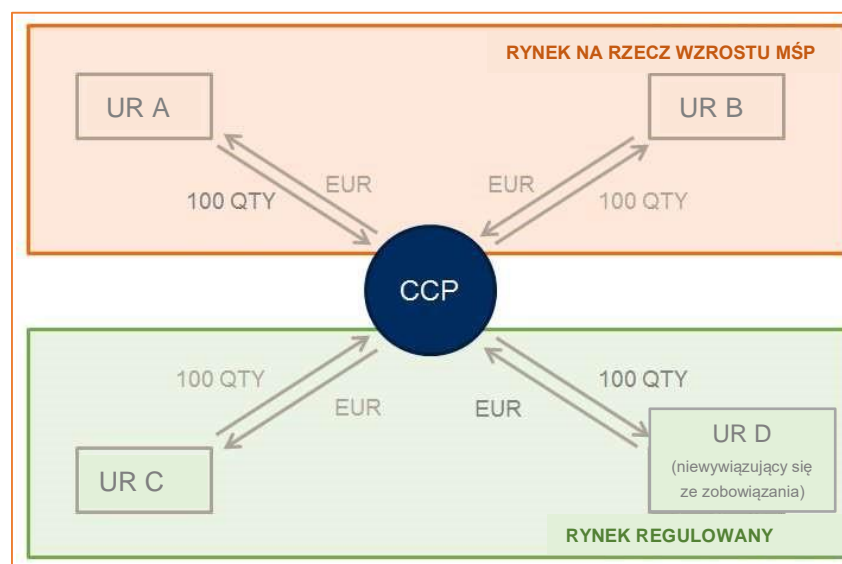 RYNEK NA RZECZ WZROSTU MŚP
UR A
UR B
EUR
EUR
100 QTY
100 QTY
CCP
100 QTY
100 QTY
EUR
EUR
UR D
UR C
(niewywiązujący się
ze zobowiązania)
RYNEK REGULOWANY